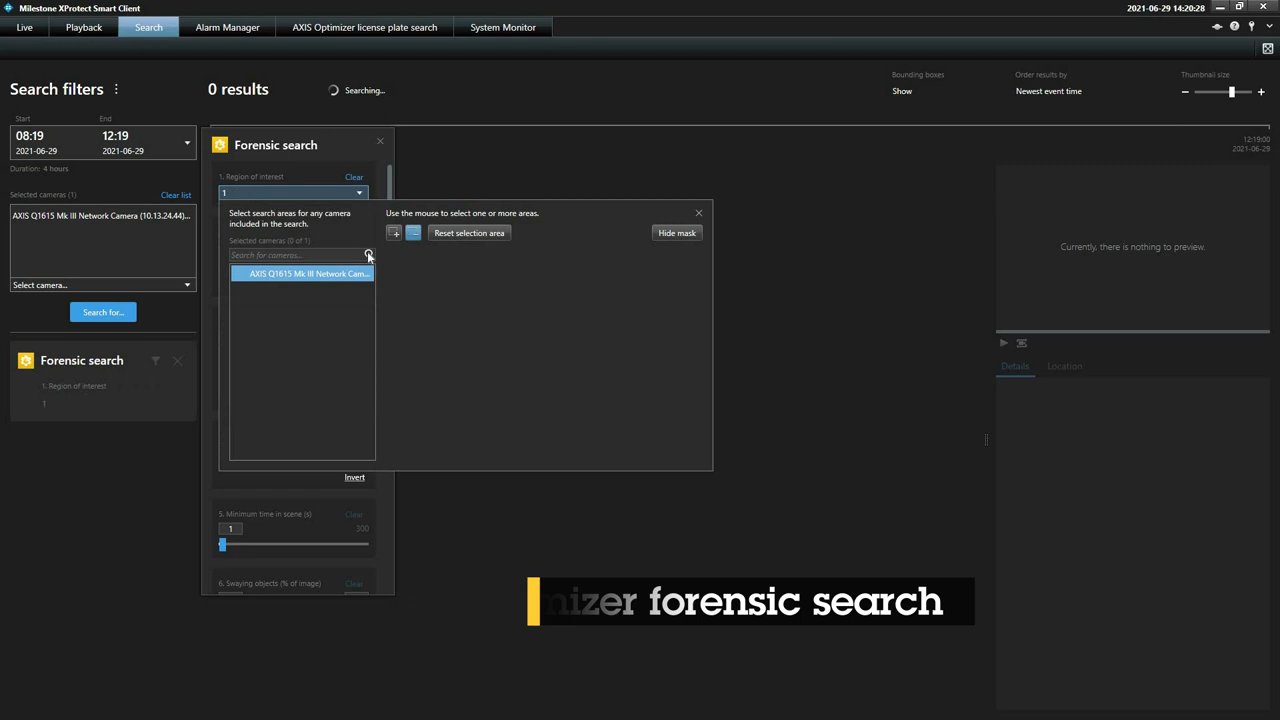 Milestone XProtect Smart Client
2021-06-29 14:20:28
Live
Playback
Search
Alarm Manager
AXIS Optimizer license plate search
System Monitor
Search filters
0 results
Searching...
Bounding boxes
Show
Order results by
Newest event time
Thumbnail size
Start
End
08:19
12:19
2021-06-29
2021-06-29
Duration: 4 hours
12:19:00
2021-06-29
Selected cameras (1)
Clear list
AXIS Q1615 Mk III Network Camera (10.13.24.44)...
Select camera...
Search for...
Forensic search
1. Region of interest
1
Forensic search
1. Region of interest
Clear
1
Select search areas for any camera
included in the search.
Selected cameras (0 of 1)
Search for cameras...
AXIS Q1615 Mk III Network Cam...
Use the mouse to select one or more areas.
Reset selection area
Hide mask
Invert
5. Minimum time in scene (s)
Clear
1
300
6. Swaying objects (% of image)
Clear
Currently, there is nothing to preview.
Details
Location
mizer forensic search